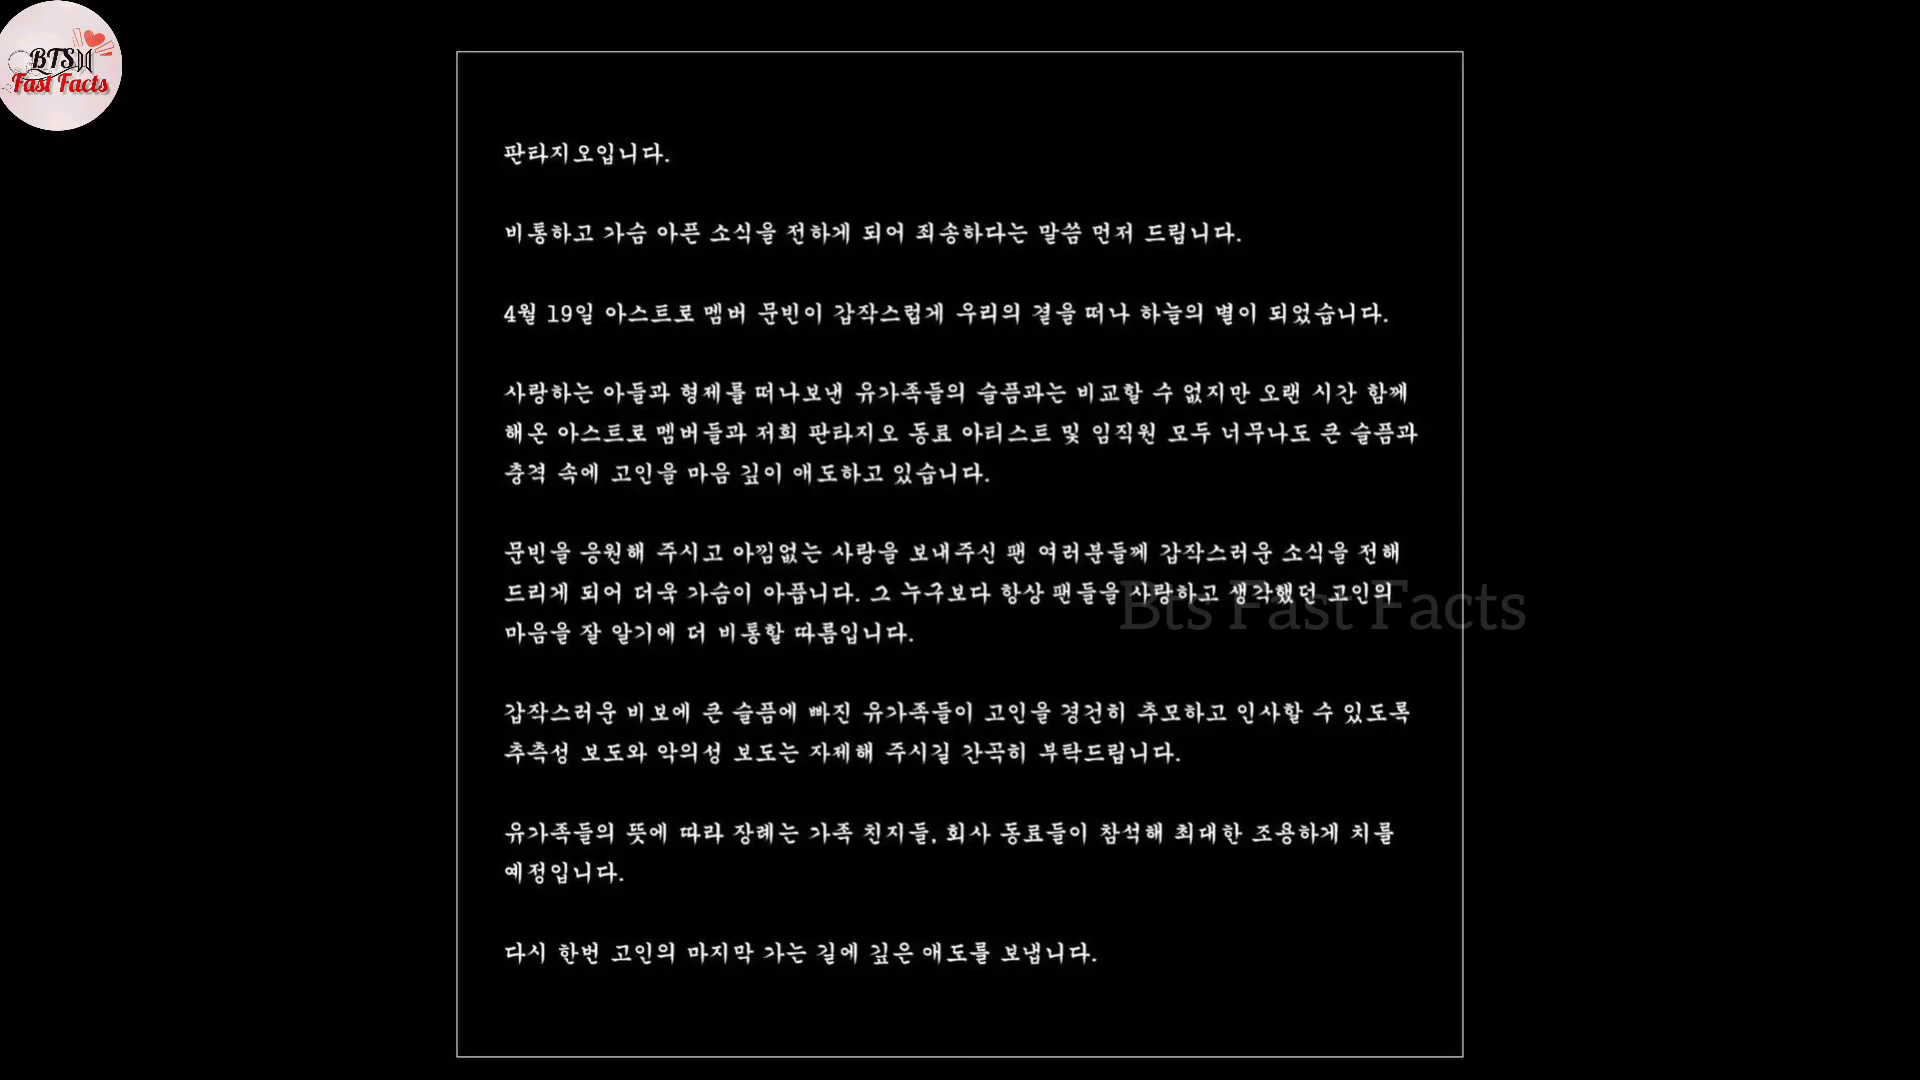 BTS
Fast Facts
판타지오입니다.
비통하고 가슴 아픈 소식을 전하게 되어 죄송하다는 말씀 먼저 드립니다.
4월 19일 아스트로 멤버 문빈이 갑작스럽게 우리의 곁을 떠나 하늘의 별이 되었습니다.
사랑하는 아들과 형제를 떠나보낸 유가족들의 슬픔과는 비교할 수 없지만 오랜 시간 함께
해온 아스트로 멤버들과 저희 판타지오 동료 아티스트 및 임직원 모두 너무나도 큰 슬픔과
충격 속에 고인을 마음 깊이 애도하고 있습니다.
문빈을 응원해 주시고 아낌없는 사랑을 보내주신 팬 여러분들께 갑작스러운 소식을 전해
드리게 되어 더욱 가슴이 아픕니다. 그 누구보다 항상 팬들을 사랑하고 생각했던 고인의
마음을 잘 알기에 더 비통할 따름입니다.
Bts Fast Facts
갑작스러운 비보에 큰 슬픔에 빠진 유가족들이 고인을 경건히 추모하고 인사할 수 있도록
추측성 보도와 악의성 보도는 자제해 주시길 간곡히 부탁드립니다.
유가족들의 뜻에 따라 장례는 가족 친지들, 회사 동료들이 참석해 최대한 조용하게 치를
예정입니다.
다시 한번 고인의 마지막 가는 길에 깊은 애도를 보냅니다.